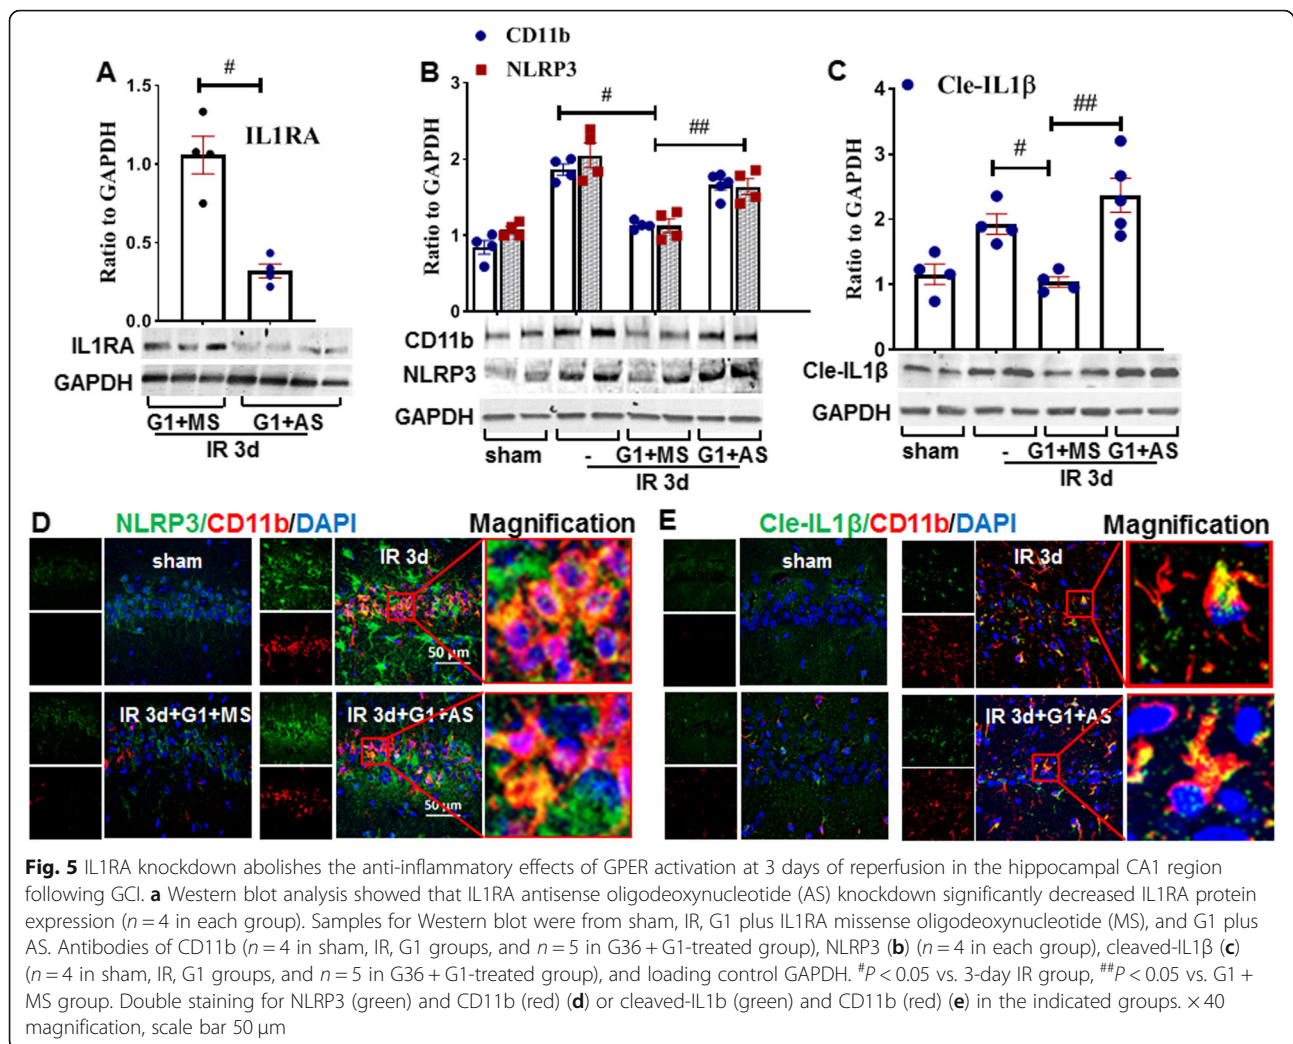 A
#
IL1RA
Ratio to GAPDH
1.5
1.0
0.5
0.0
IL1RA
GAPDH
G1+MS G1+AS
IR 3d
B
CD11b
NLRP3
#
##
Ratio to GAPDH
3
2
1
0
CD11b
NLRP3
GAPDH
sham - G1+MS G1+AS
IR 3d
C
Cle-IL1β
##
#
Ratio to GAPDH
4
3
2
1
0
Cle-IL1β
GAPDH
sham - G1+MS G1+AS
IR 3d
D NLRP3/CD11b/DAPI Magnification
sham
IR 3d
50 µm
IR 3d+G1+MS
IR 3d+G1+AS
50 µm
E Cle-IL1β/CD11b/DAPI Magnification
sham
IR 3d
IR 3d+G1+AS
Fig. 5 IL1RA knockdown abolishes the anti-inflammatory effects of GPER activation at 3 days of reperfusion in the hippocampal CA1 region
following GCI. a Western blot analysis showed that IL1RA antisense oligodeoxynucleotide (AS) knockdown significantly decreased IL1RA protein
expression (n = 4 in each group). Samples for Western blot were from sham, IR, G1 plus IL1RA missense oligodeoxynucleotide (MS), and G1 plus
AS. Antibodies of CD11b (n = 4 in sham, IR, G1 groups, and n = 5 in G36 + G1-treated group), NLRP3 (b) (n = 4 in each group), cleaved-IL1β (c)
(n = 4 in sham, IR, G1 groups, and n = 5 in G36 + G1-treated group), and loading control GAPDH. #P < 0.05 vs. 3-day IR group, ##P < 0.05 vs. G1 +
MS group. Double staining for NLRP3 (green) and CD11b (red) (d) or cleaved-IL1b (green) and CD11b (red) (e) in the indicated groups. × 40
magnification, scale bar 50 µm